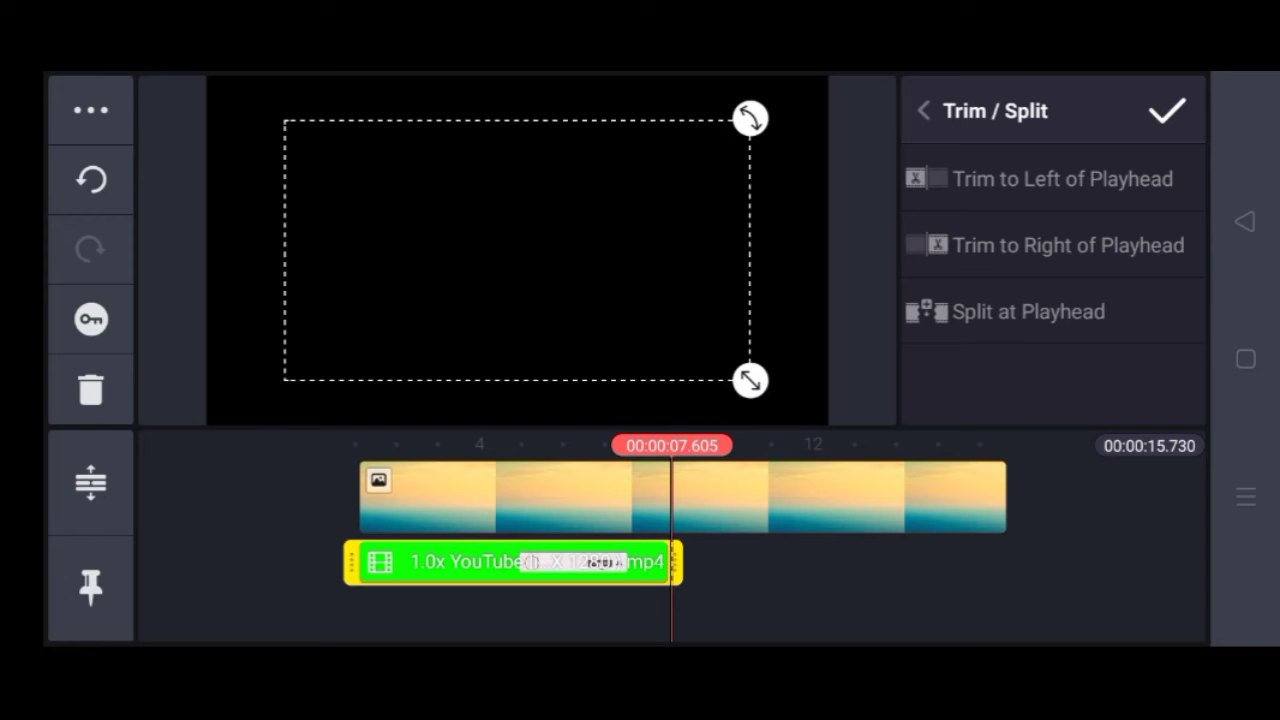 Trim / Split
Trim to Left of Playhead
Trim to Right of Playhead
Split at Playhead
4
00:00:07.605
12
00:00:15.730
1.0x YouTube X 1280).mp4